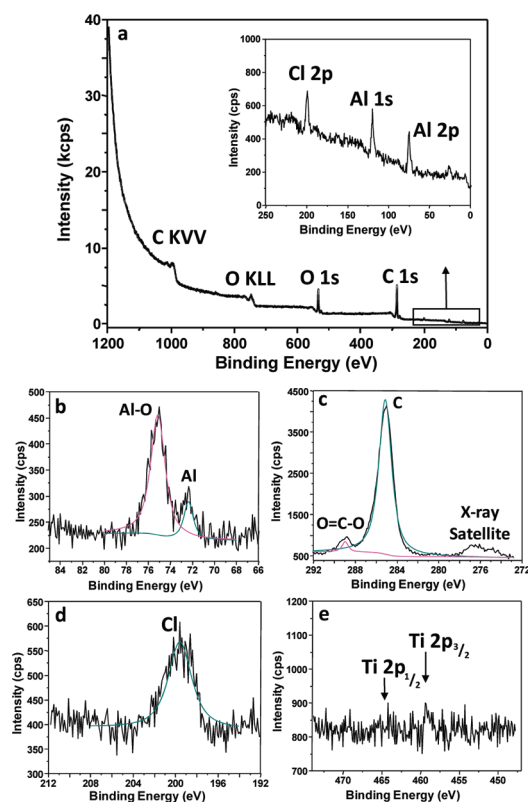 a
Intensity (kcps)
40
30
20
10
0
C KVV
O KLL
O 1s
C 1s
1200 1000 800 600 400 200 0
Binding Energy (eV)
Intensity (cps)
1000
800
600
400
200
0
Cl 2p
Al 1s
Al 2p
250 200 150 100 50 0
Binding Energy (eV)
b
Intensity (cps)
500
450
400
350
300
250
200
Al-O
Al
84 82 80 78 76 74 72 70 68 66
Binding Energy (eV)
c
Intensity (cps)
4500
3500
2500
1500
500
C
O=C-O
X-ray
Satellite
292 288 284 280 276 272
Binding Energy (eV)
d
Intensity (cps)
650
600
550
500
450
400
350
300
Cl
212 208 204 200 196 192
Binding Energy (eV)
e
Intensity (cps)
1200
1100
1000
900
800
700
Ti 2p3/2
Ti 2p1/2
470 465 460 455 450
Binding Energy (eV)